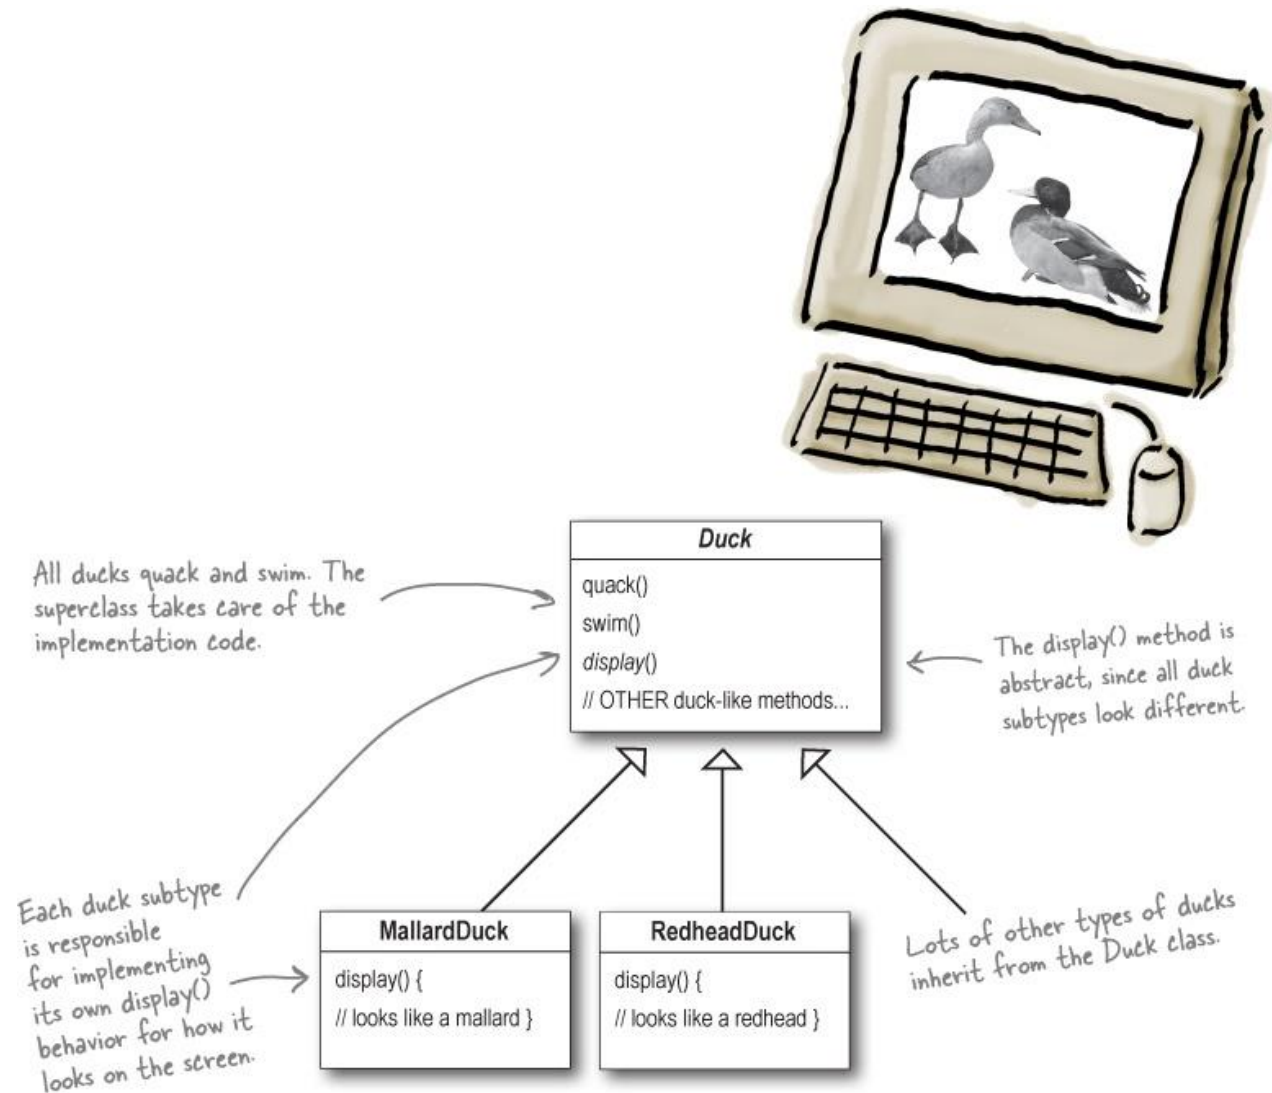 All ducks quack and swim. The
superclass takes care of the
implementation code.
Duck
quack()
swim()
display()
// OTHER duck-like methods...
The display() method is
abstract, since all duck
subtypes look different.
Each duck subtype
is responsible
for implementing
its own display()
behavior for how it
looks on the screen.
MallardDuck
display() {
// looks like a mallard }
RedheadDuck
display() {
// looks like a redhead }
Lots of other types of ducks
inherit from the Duck class.